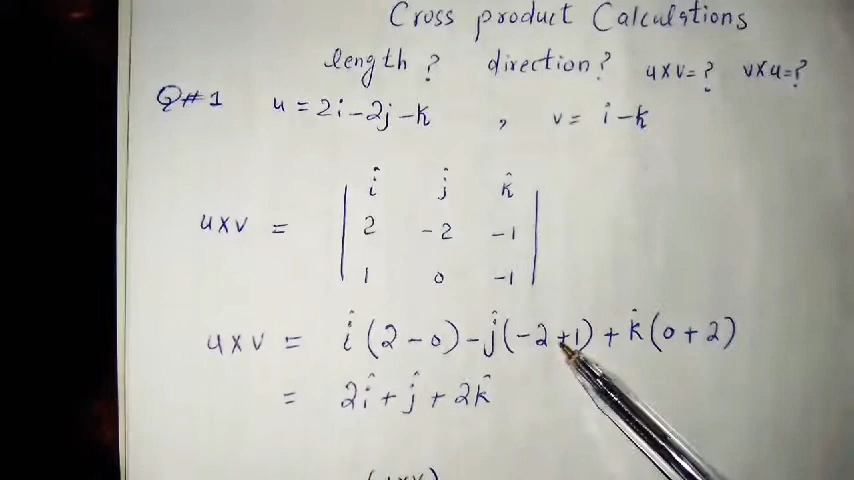 Cross product Calculations
length ? direction ? u×v=? v×u=?
Q#1 u = 2i-2j-k , v= i-k
î ĵ k̂
u×v = 2 -2 -1
1 0 -1
u×v = î(2-0)-ĵ(-2+1)+k̂(0+2)
= 2î+ĵ+2k̂